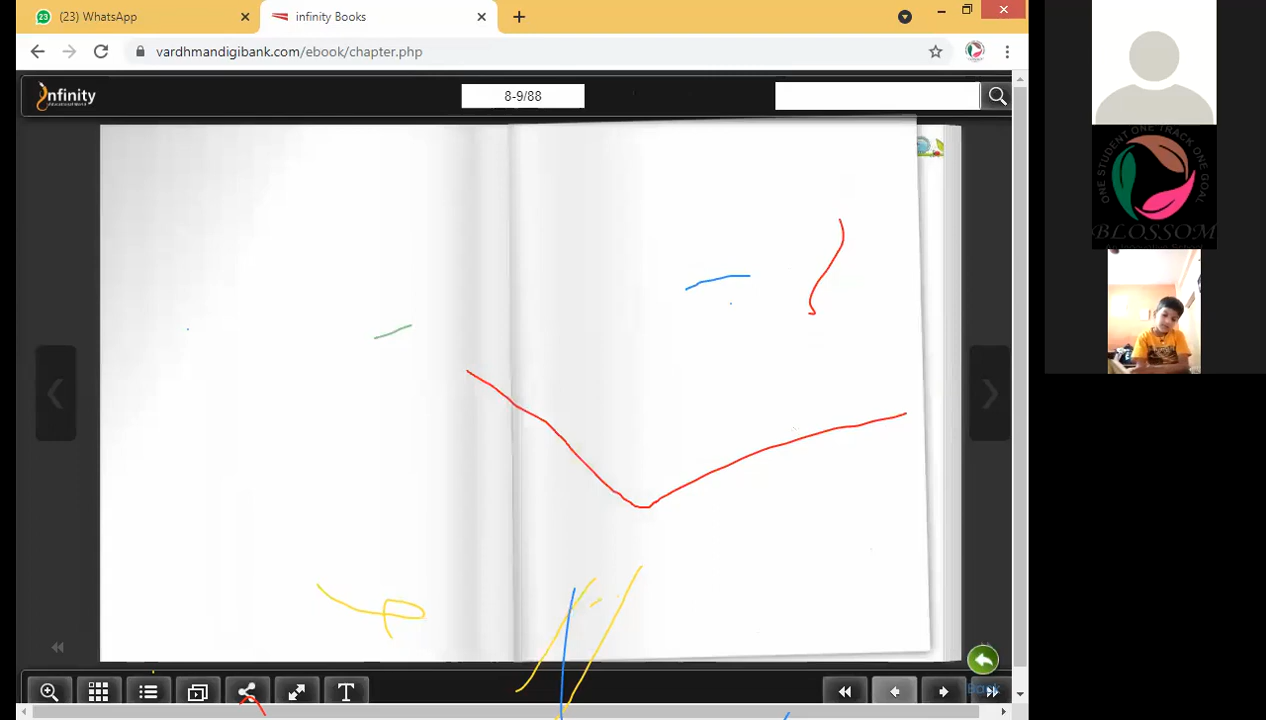 (23) WhatsApp
infinity Books
vardhmandigibank.com/ebook/chapter.php
infinity
8-9/88
ONE STUDENT ONE TRACK ONE GOAL
BLOSSOM
Back